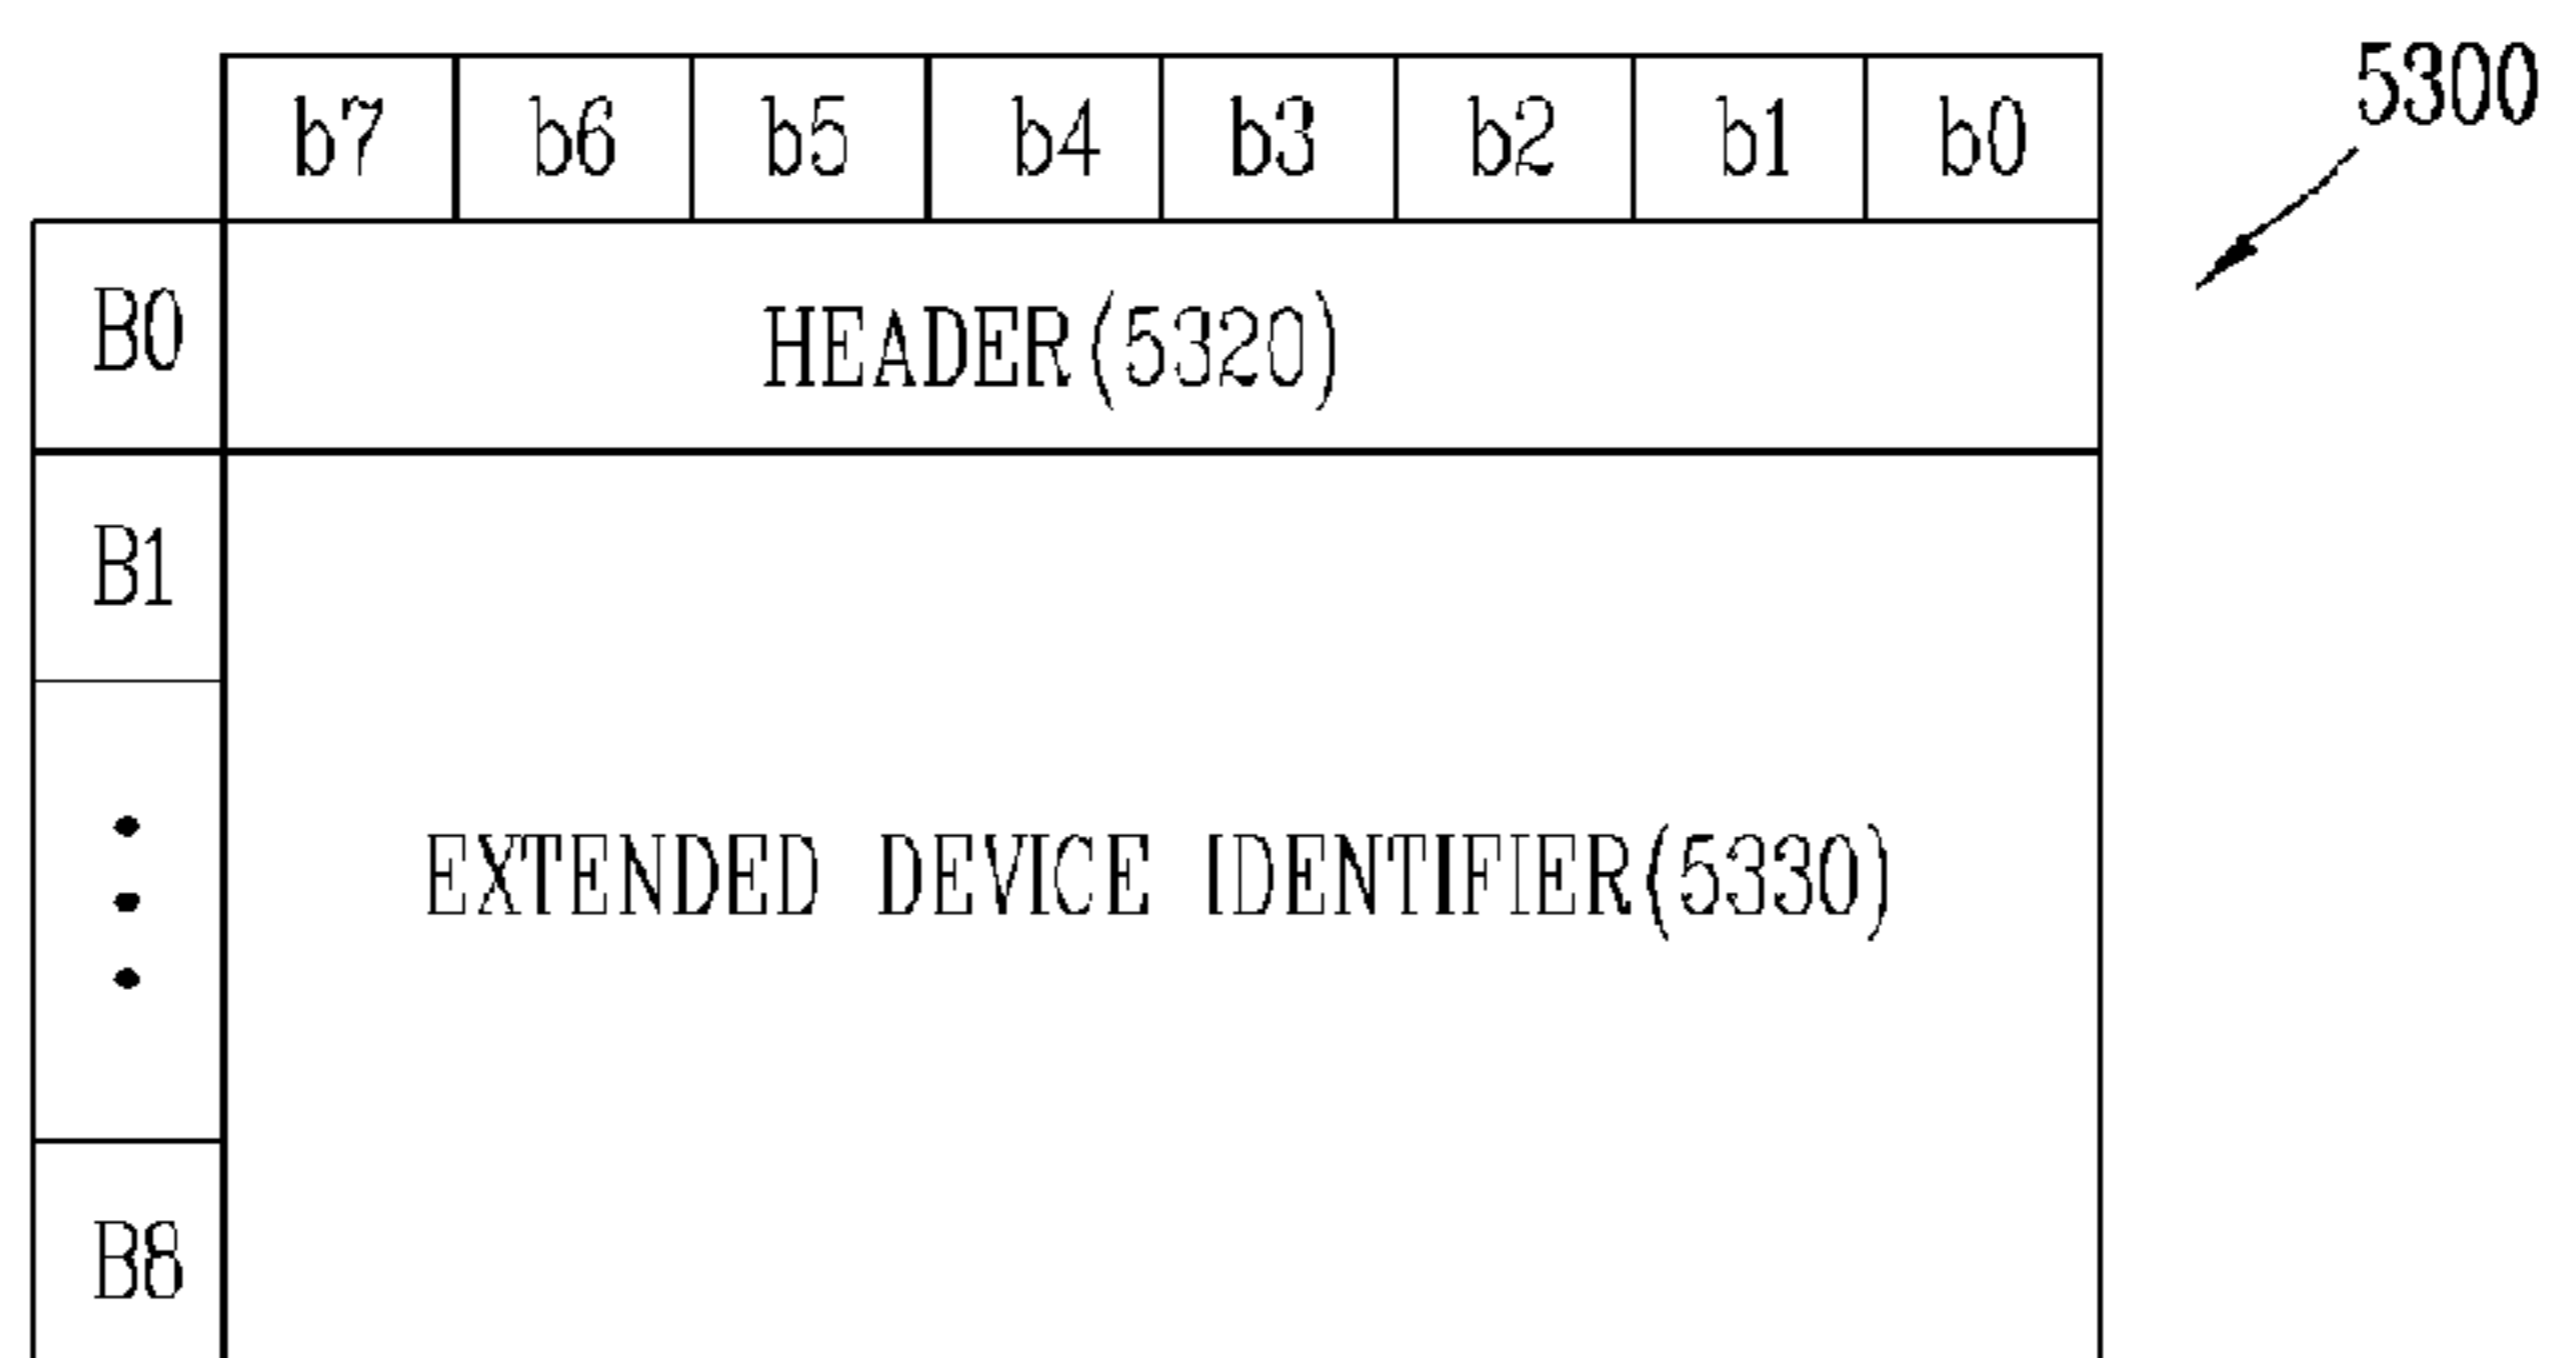 5300
b7 b6 b5 b4 b3 b2 b1 b0
B0 HEADER(5320)
B1
EXTENDED DEVICE IDENTIFIER(5330)
B8